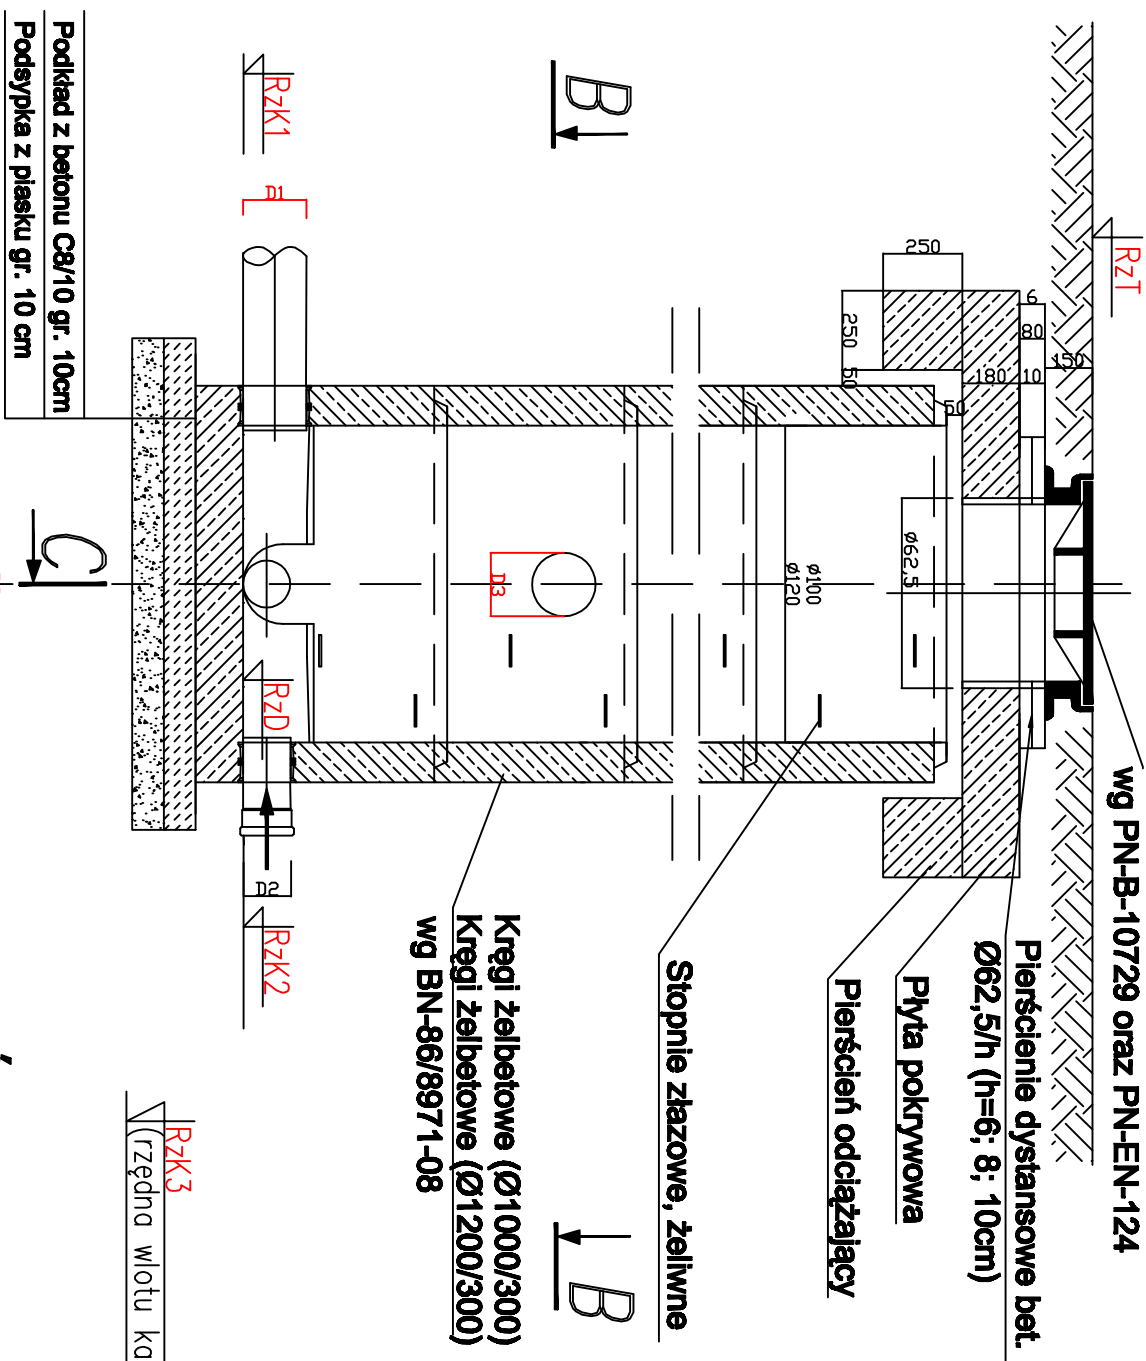 wg PN-B-10729 oraz PN-EN-124
RzT
Pierścienie dystansowe bet.
Ø62,5/h (h=6; 8; 10cm)
Płyta pokrywowa
Pierścień odciążający
Stopnie złazowe, żeliwne
Kręgi żelbetowe (Ø1000/300)
Kręgi żelbetowe (Ø1200/300)
wg BN-86/8971-08
B
B
C
250
250
50
50
6
80
150
180
10
ø62,5
ø100
ø120
D3
D1
D2
RzK1
RzD
RzK2
RzK3
(rzędna wlotu ka
Podkład z betonu C8/10 gr. 10cm
Podsypka z piasku gr. 10 cm